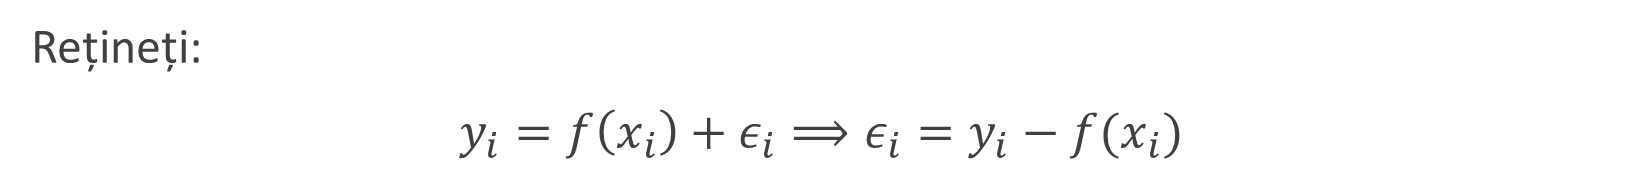 Rețineți:
𝑦ᵢ = 𝑓(𝑥ᵢ) + 𝜖ᵢ ⟹ 𝜖ᵢ = 𝑦ᵢ − 𝑓(𝑥ᵢ)